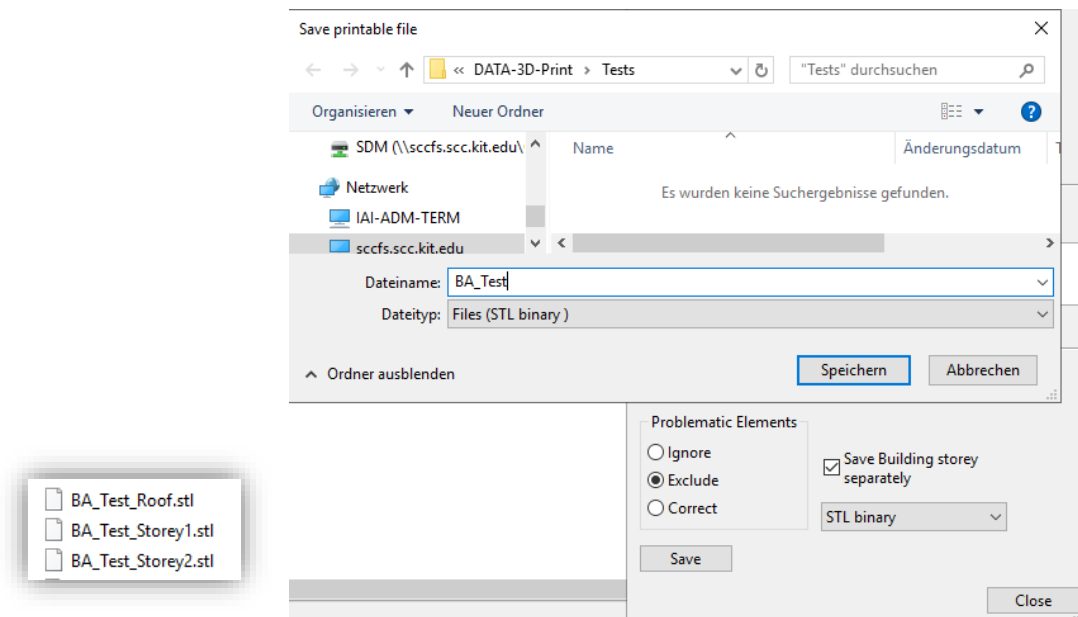 Save printable file
« DATA-3D-Print › Tests
"Tests" durchsuchen
Organisieren
Neuer Ordner
SDM (\\sccfs.scc.kit.edu\
Netzwerk
IAI-ADM-TERM
sccfs.scc.kit.edu
Name
Änderungsdatum
T
Es wurden keine Suchergebnisse gefunden.
Dateiname: BA_Test
Dateityp: Files (STL binary )
Ordner ausblenden
Speichern
Abbrechen
Problematic Elements
Ignore
Exclude
Correct
Save Building storey
separately
STL binary
Save
Close
BA_Test_Roof.stl
BA_Test_Storey1.stl
BA_Test_Storey2.stl